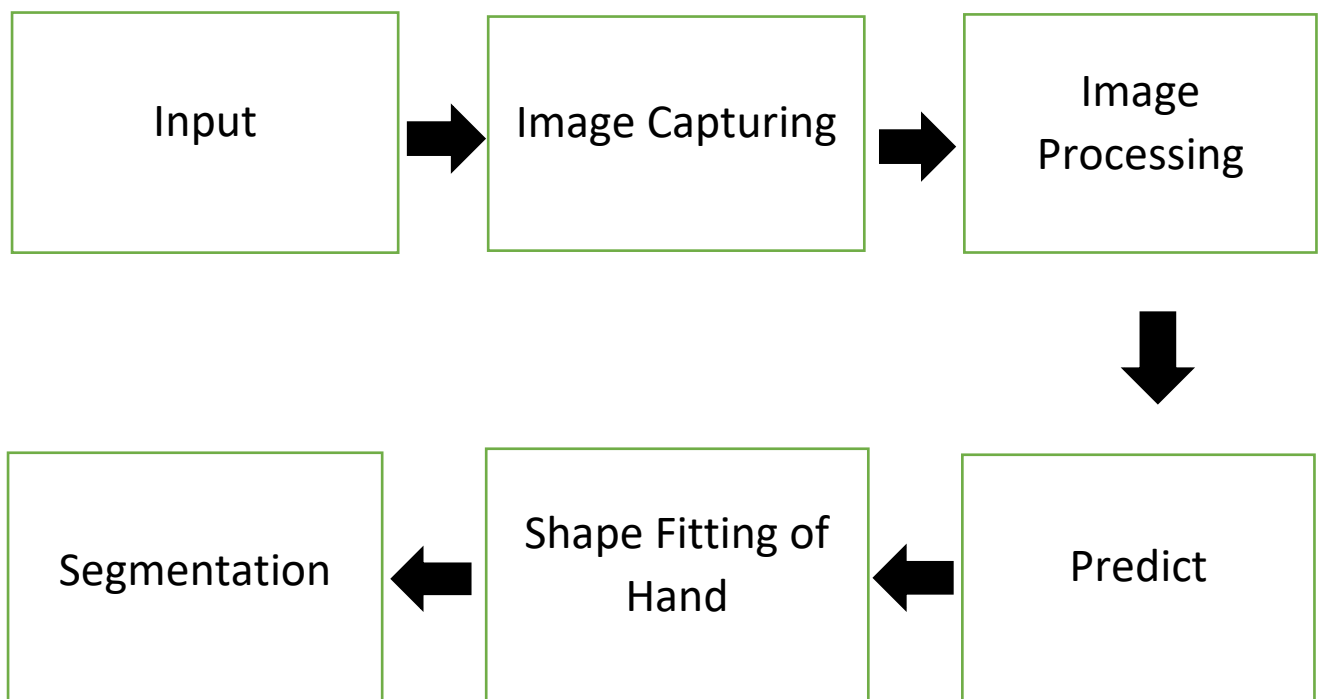 Input
Image Capturing
Image
Processing
Segmentation
Shape Fitting of
Hand
Predict